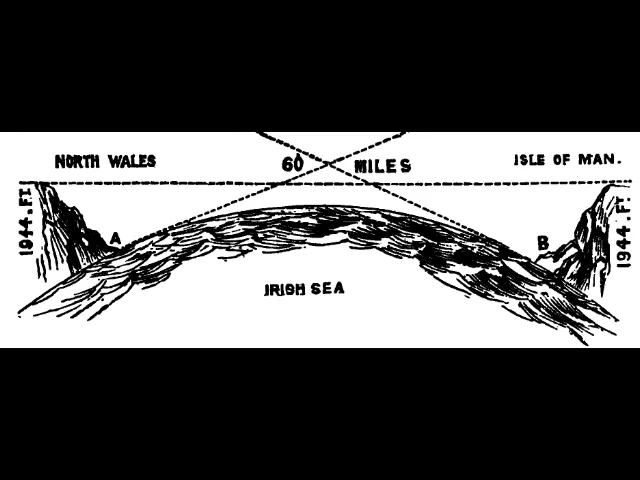 NORTH WALES
60 MILES
ISLE OF MAN.
1944. FT.
1944. FT
A
B
IRISH SEA